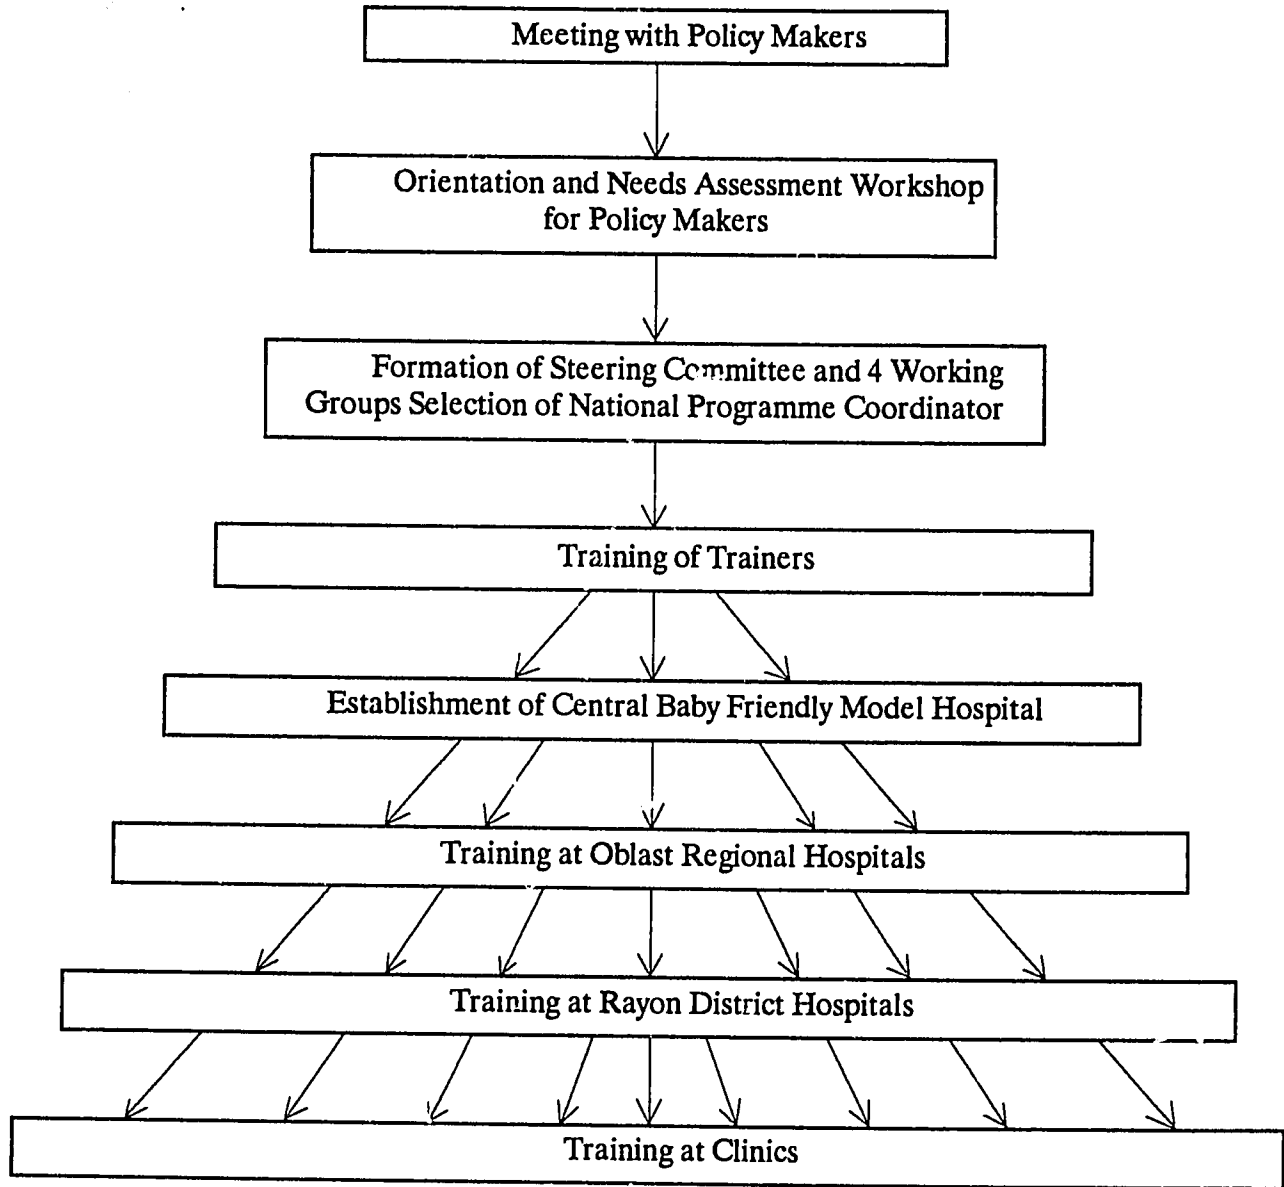 Meeting with Policy Makers
Orientation and Needs Assessment Workshop
for Policy Makers
Formation of Steering Committee and 4 Working
Groups Selection of National Programme Coordinator
Training of Trainers
Establishment of Central Baby Friendly Model Hospital
Training at Oblast Regional Hospitals
Training at Rayon District Hospitals
Training at Clinics